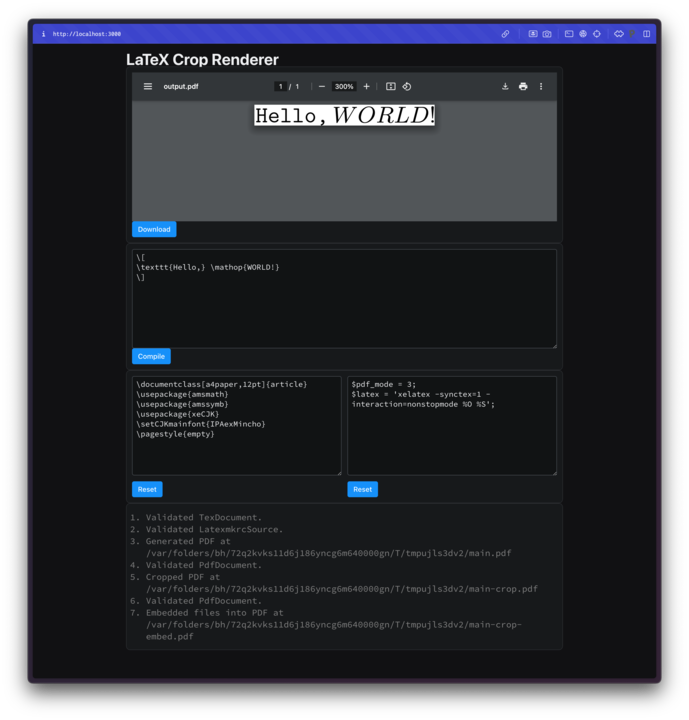 http://localhost:3000
LaTeX Crop Renderer
output.pdf
1 / 1
300%
Hello, WORLD!
Download
\[
\texttt{Hello,} \mathop{WORLD!}
\]
Compile
\documentclass[a4paper,12pt]{article}
\usepackage{amsmath}
\usepackage{amssymb}
\usepackage{xeCJK}
\setCJKmainfont{IPAexMincho}
\pagestyle{empty}
$pdf_mode = 3;
$latex = 'xelatex -synctex=1 -
interaction=nonstopmode %O %S';
Reset
Reset
1. Validated TexDocument.
2. Validated LatexmkrcSource.
3. Generated PDF at
/var/folders/bh/72q2kvks11d6j186yncg6m640000gn/T/tmpujls3dv2/main.pdf
4. Validated PdfDocument.
5. Cropped PDF at
/var/folders/bh/72q2kvks11d6j186yncg6m640000gn/T/tmpujls3dv2/main-crop.pdf
6. Validated PdfDocument.
7. Embedded files into PDF at
/var/folders/bh/72q2kvks11d6j186yncg6m640000gn/T/tmpujls3dv2/main-crop-
embed.pdf